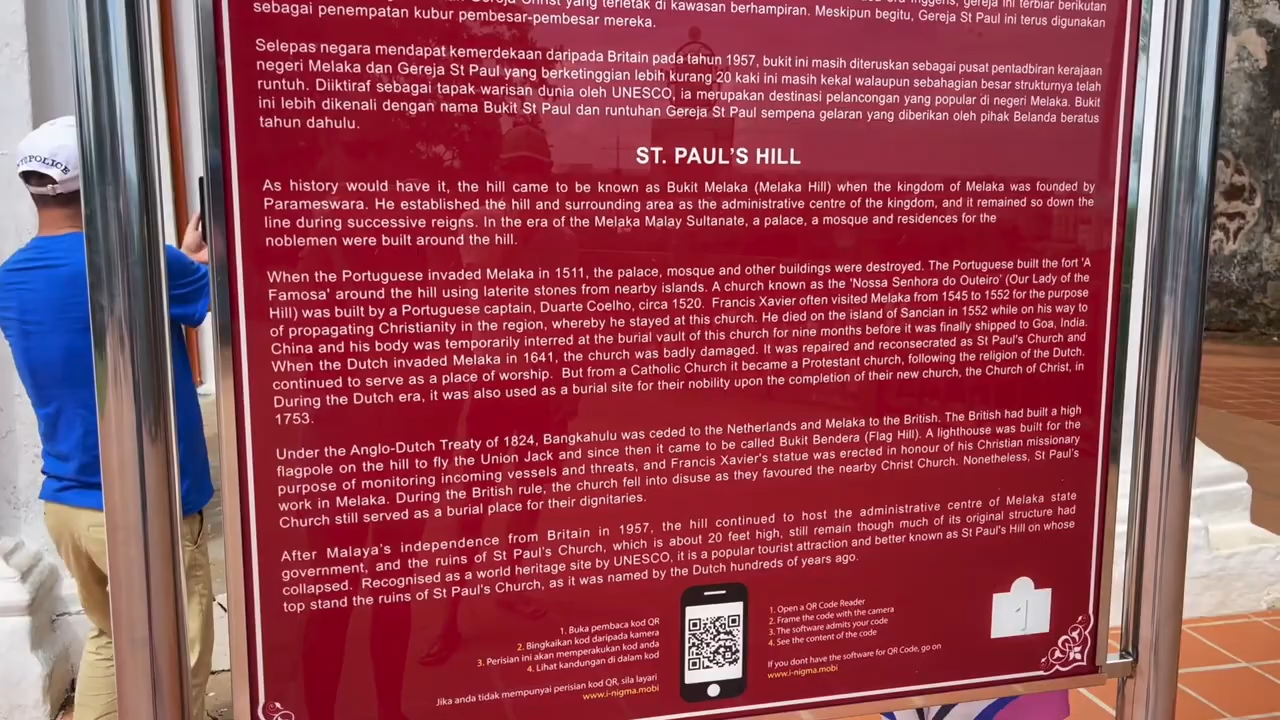 Gereja Christ yang terletak di kawasan berhampiran. Meskipun begitu, Gereja St Paul ini terus digunakan
sebagai penempatan kubur pembesar-pembesar mereka.
Selepas negara mendapat kemerdekaan daripada Britain pada tahun 1957, bukit ini masih diteruskan sebagai pusat pentadbiran kerajaan
negeri Melaka dan Gereja St Paul yang berketinggian lebih kurang 20 kaki ini masih kekal walaupun sebahagian besar strukturnya telah
runtuh. Diiktiraf sebagai tapak warisan dunia oleh UNESCO, ia merupakan destinasi pelancongan yang popular di negeri Melaka. Bukit
ini lebih dikenali dengan nama Bukit St Paul dan runtuhan Gereja St Paul sempena gelaran yang diberikan oleh pihak Belanda beratus
tahun dahulu.
POLICE
ST. PAUL'S HILL
As history would have it, the hill came to be known as Bukit Melaka (Melaka Hill) when the kingdom of Melaka was founded by
Parameswara. He established the hill and surrounding area as the administrative centre of the kingdom, and it remained so down the
line during successive reigns. In the era of the Melaka Malay Sultanate, a palace, a mosque and residences for the
noblemen were built around the hill.
When the Portuguese invaded Melaka in 1511, the palace, mosque and other buildings were destroyed. The Portuguese built the fort 'A
Famosa' around the hill using laterite stones from nearby islands. A church known as the 'Nossa Senhora do Outeiro' (Our Lady of the
Hill) was built by a Portuguese captain, Duarte Coelho, circa 1520. Francis Xavier often visited Melaka from 1545 to 1552 for the purpose
of propagating Christianity in the region, whereby he stayed at this church. He died on the island of Sancian in 1552 while on his way to
China and his body was temporarily interred at the burial vault of this church for nine months before it was finally shipped to Goa, India.
When the Dutch invaded Melaka in 1641, the church was badly damaged. It was repaired and reconsecrated as St Paul's Church and
continued to serve as a place of worship. But from a Catholic Church it became a Protestant church, following the religion of the Dutch.
During the Dutch era, it was also used as a burial site for their nobility upon the completion of their new church, the Church of Christ, in
1753.
Under the Anglo-Dutch Treaty of 1824, Bangkahulu was ceded to the Netherlands and Melaka to the British. The British had built a high
flagpole on the hill to fly the Union Jack and since then it came to be called Bukit Bendera (Flag Hill). A lighthouse was built for the
purpose of monitoring incoming vessels and threats, and Francis Xavier's statue was erected in honour of his Christian missionary
work in Melaka. During the British rule, the church fell into disuse as they favoured the nearby Christ Church. Nonetheless, St Paul's
Church still served as a burial place for their dignitaries.
After Malaya's independence from Britain in 1957, the hill continued to host the administrative centre of Melaka state
government, and the ruins of St Paul's Church, which is about 20 feet high, still remain though much of its original structure had
collapsed. Recognised as a world heritage site by UNESCO, it is a popular tourist attraction and better known as St Paul's Hill on whose
top stand the ruins of St Paul's Church, as it was named by the Dutch hundreds of years ago.
1. Buka pembaca kod QR
2. Bingkaikan kod daripada kamera
3. Perisian ini akan memperakukan kod anda
4. Lihat kandungan di dalam kod
Jika anda tidak mempunyai perisian kod QR, sila layari
www.i-nigma.mobi
1. Open a QR Code Reader
2. Frame the code with the camera
3. The software admits your code
4. See the content of the code
If you dont have the software for QR Code, go on
www.i-nigma.mobi